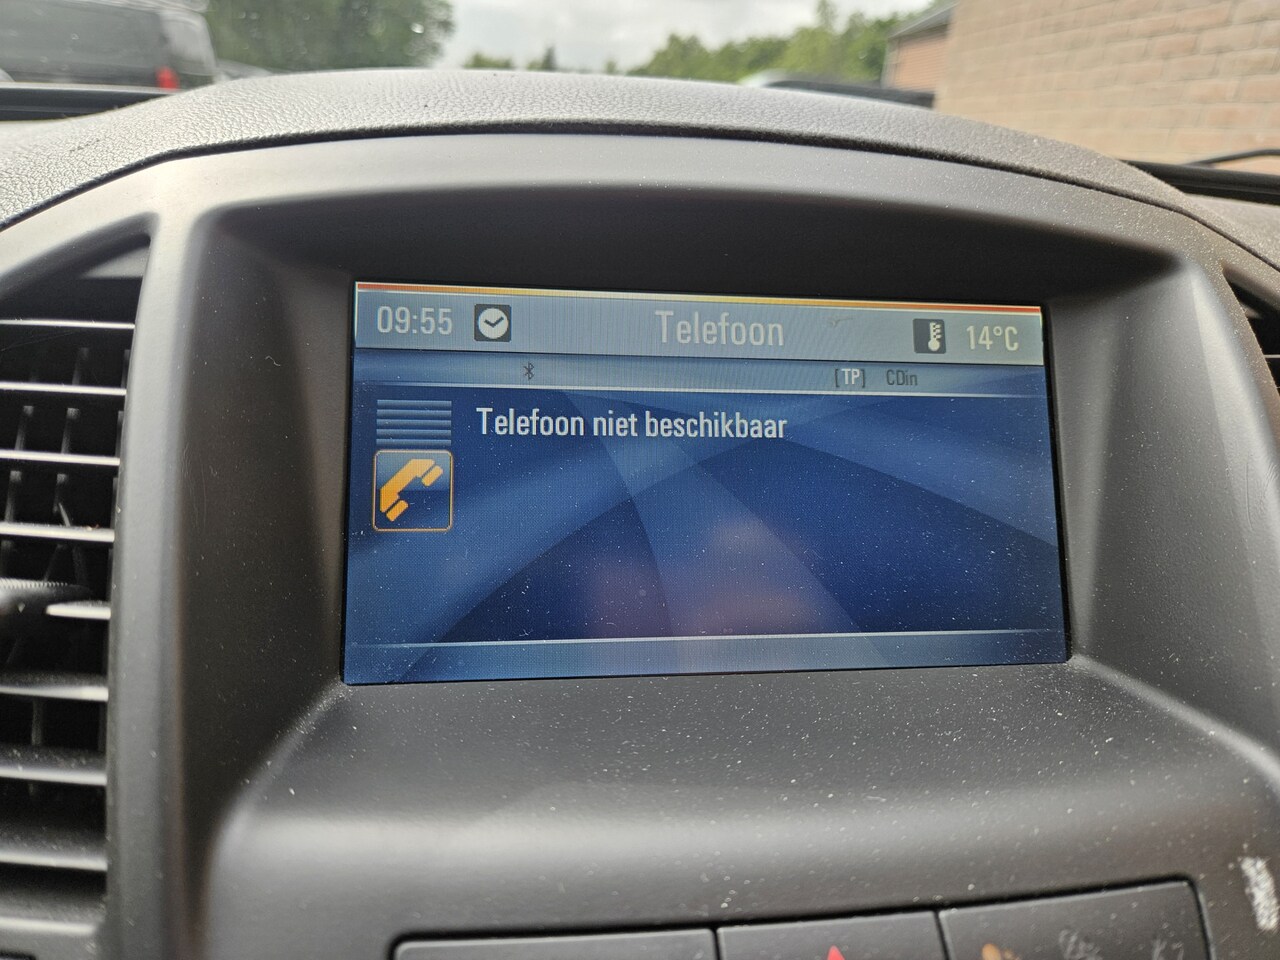 09:55 Telefoon 14°C
[TP] CDin
Telefoon niet beschikbaar